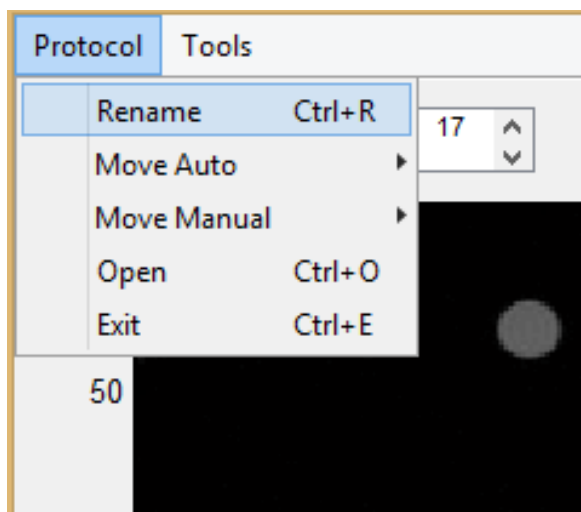 Protocol Tools
Rename Ctrl+R
17
Move Auto
Move Manual
Open Ctrl+O
Exit Ctrl+E
50